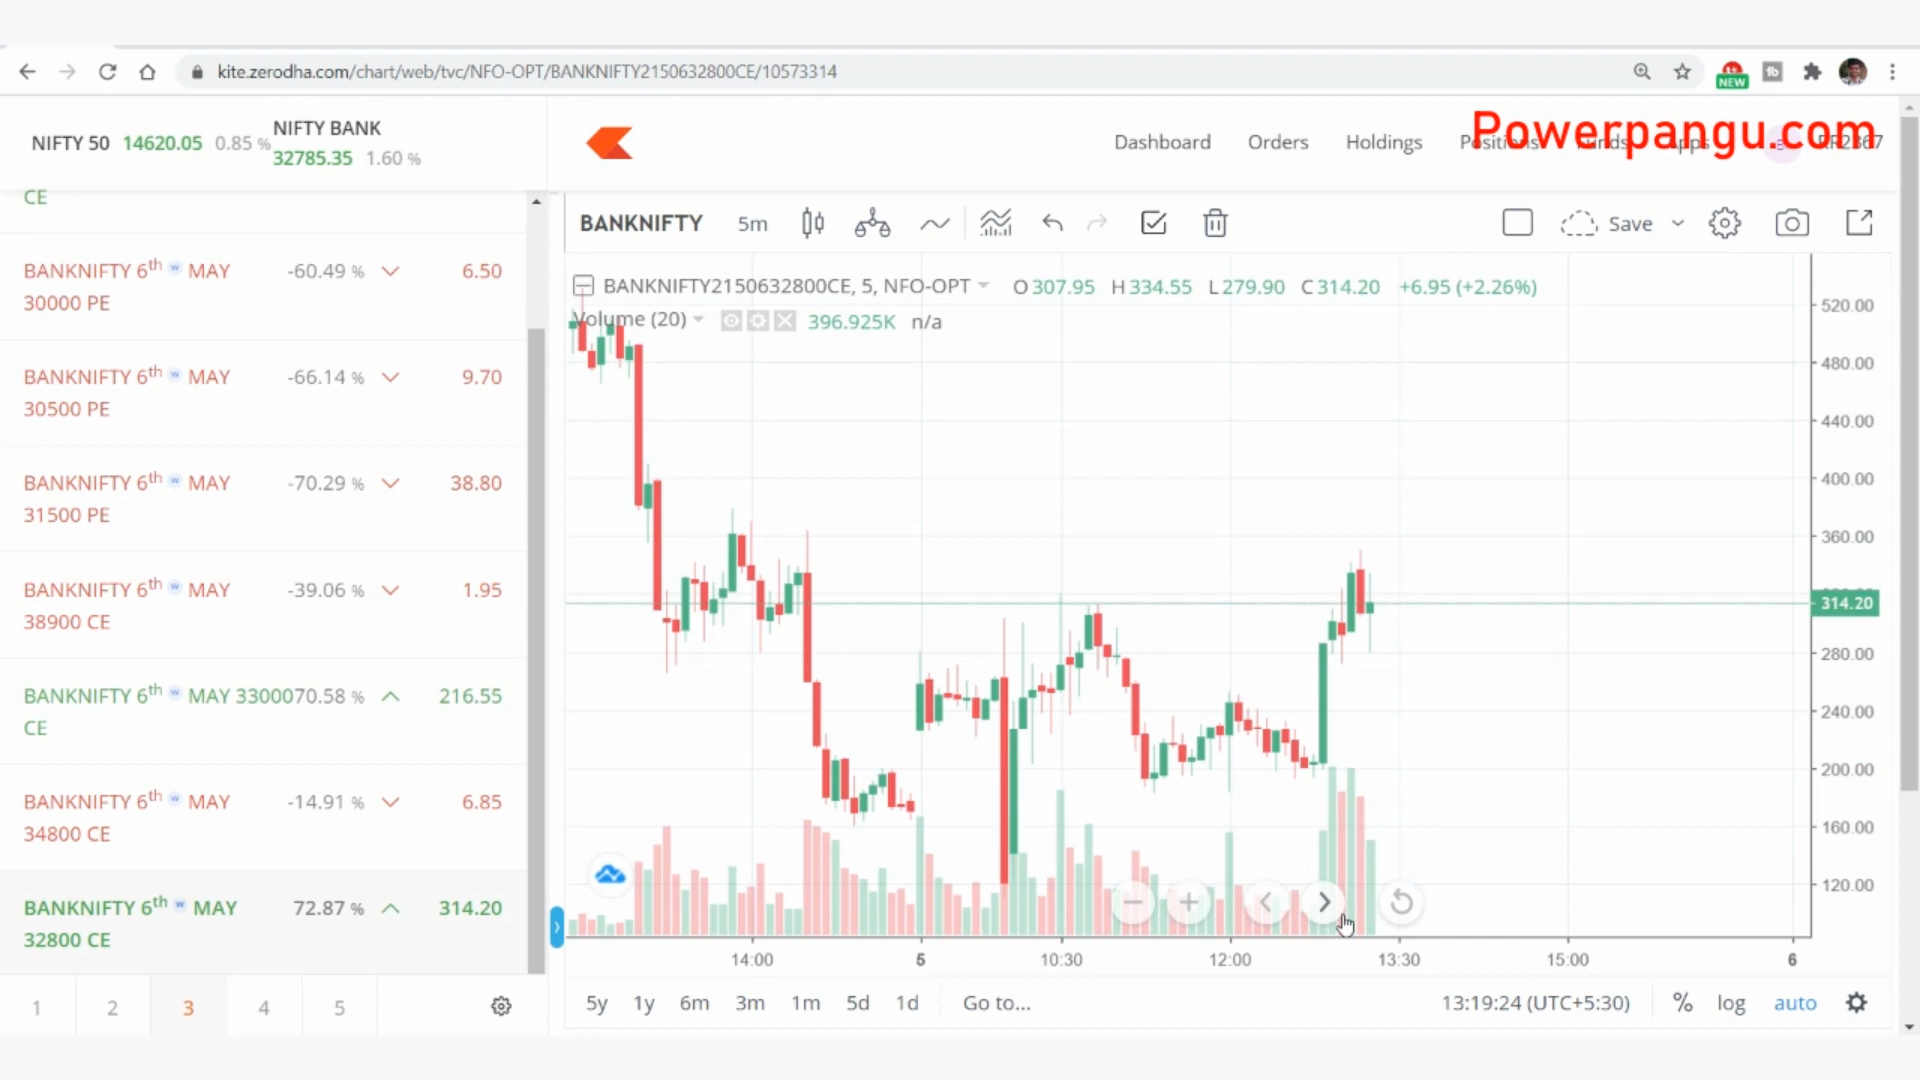 kite.zerodha.com/chart/web/tvc/NFO-OPT/BANKNIFTY2150632800CE/10573314
NEW
NIFTY 50 14620.05 0.85 %
NIFTY BANK
32785.35 1.60 %
Dashboard Orders Holdings Positions Funds Apps RR2367
Powerpangu.com
CE
BANKNIFTY 6th w MAY -60.49 % 6.50
30000 PE
BANKNIFTY 6th w MAY -66.14 % 9.70
30500 PE
BANKNIFTY 6th w MAY -70.29 % 38.80
31500 PE
BANKNIFTY 6th w MAY -39.06 % 1.95
38900 CE
BANKNIFTY 6th w MAY 33000 70.58 % 216.55
CE
BANKNIFTY 6th w MAY -14.91 % 6.85
34800 CE
BANKNIFTY 6th w MAY 72.87 % 314.20
32800 CE
1 2 3 4 5
BANKNIFTY 5m Save
BANKNIFTY2150632800CE, 5, NFO-OPT O 307.95 H 334.55 L 279.90 C 314.20 +6.95 (+2.26%)
Volume (20) 396.925K n/a
520.00
480.00
440.00
400.00
360.00
314.20
280.00
240.00
200.00
160.00
120.00
14:00 5 10:30 12:00 13:30 15:00 6
5y 1y 6m 3m 1m 5d 1d Go to... 13:19:24 (UTC+5:30) % log auto